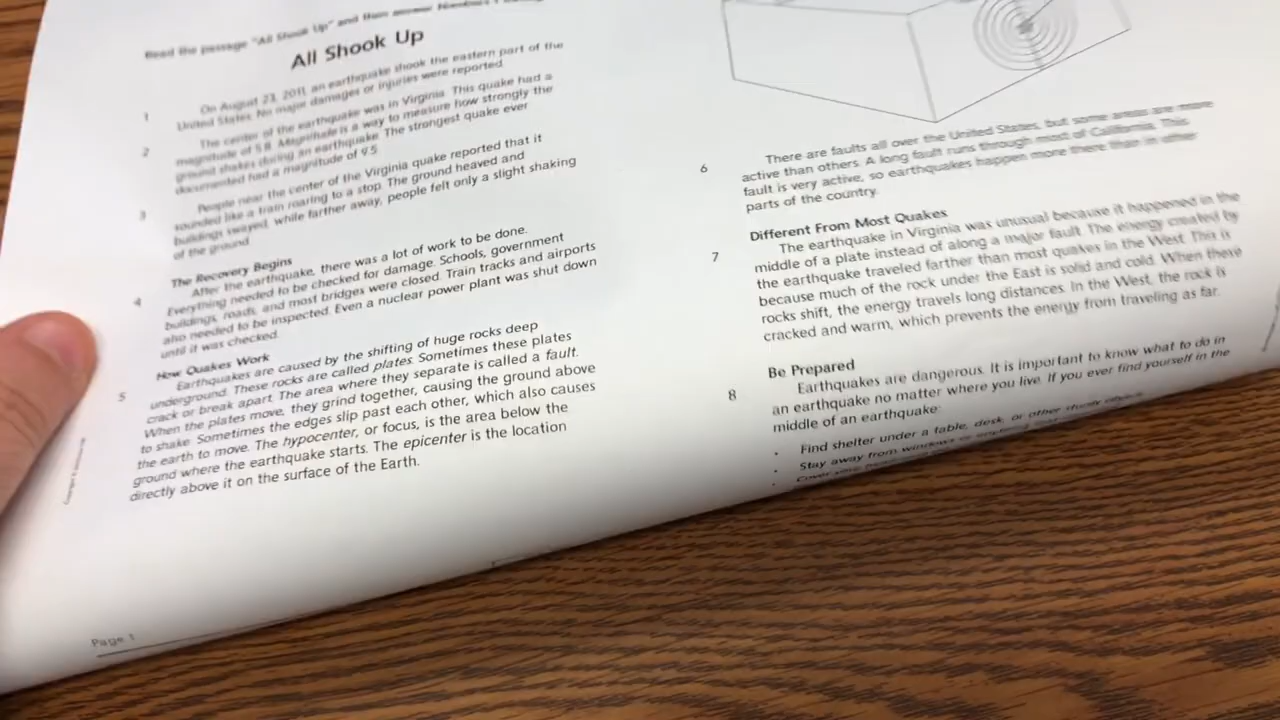 Read the passage "All Shook Up" and then answer Numbers 1
All Shook Up
1 On August 23, 2011, an earthquake shook the eastern part of the
United States. No major damages or injuries were reported.
2 The center of the earthquake was in Virginia. This quake had a
magnitude of 5.8. Magnitude is a way to measure how strongly the
ground shakes during an earthquake. The strongest quake ever
documented had a magnitude of 9.5.
3 People near the center of the Virginia quake reported that it
sounded like a train roaring to a stop. The ground heaved and
buildings swayed, while farther away, people felt only a slight shaking
of the ground.
The Recovery Begins
4 After the earthquake, there was a lot of work to be done.
Everything needed to be checked for damage. Schools, government
buildings, roads, and most bridges were closed. Train tracks and airports
also needed to be inspected. Even a nuclear power plant was shut down
until it was checked.
How Quakes Work
5 Earthquakes are caused by the shifting of huge rocks deep
underground. These rocks are called plates. Sometimes these plates
crack or break apart. The area where they separate is called a fault.
When the plates move, they grind together, causing the ground above
to shake. Sometimes the edges slip past each other, which also causes
the earth to move. The hypocenter, or focus, is the area below the
ground where the earthquake starts. The epicenter is the location
directly above it on the surface of the Earth.
Page 1
6 There are faults all over the United States, but some areas are more
active than others. A long fault runs through most of California. This
fault is very active, so earthquakes happen more there than in other
parts of the country.
Different From Most Quakes
7 The earthquake in Virginia was unusual because it happened in the
middle of a plate instead of along a major fault. The energy created by
the earthquake traveled farther than most quakes in the West. This is
because much of the rock under the East is solid and cold. When these
rocks shift, the energy travels long distances. In the West, the rock is
cracked and warm, which prevents the energy from traveling as far.
Be Prepared
8 Earthquakes are dangerous. It is important to know what to do in
an earthquake no matter where you live. If you ever find yourself in the
middle of an earthquake:
• Find shelter under a table, desk, or other sturdy object.
• Stay away from windows or anything
• Cover your